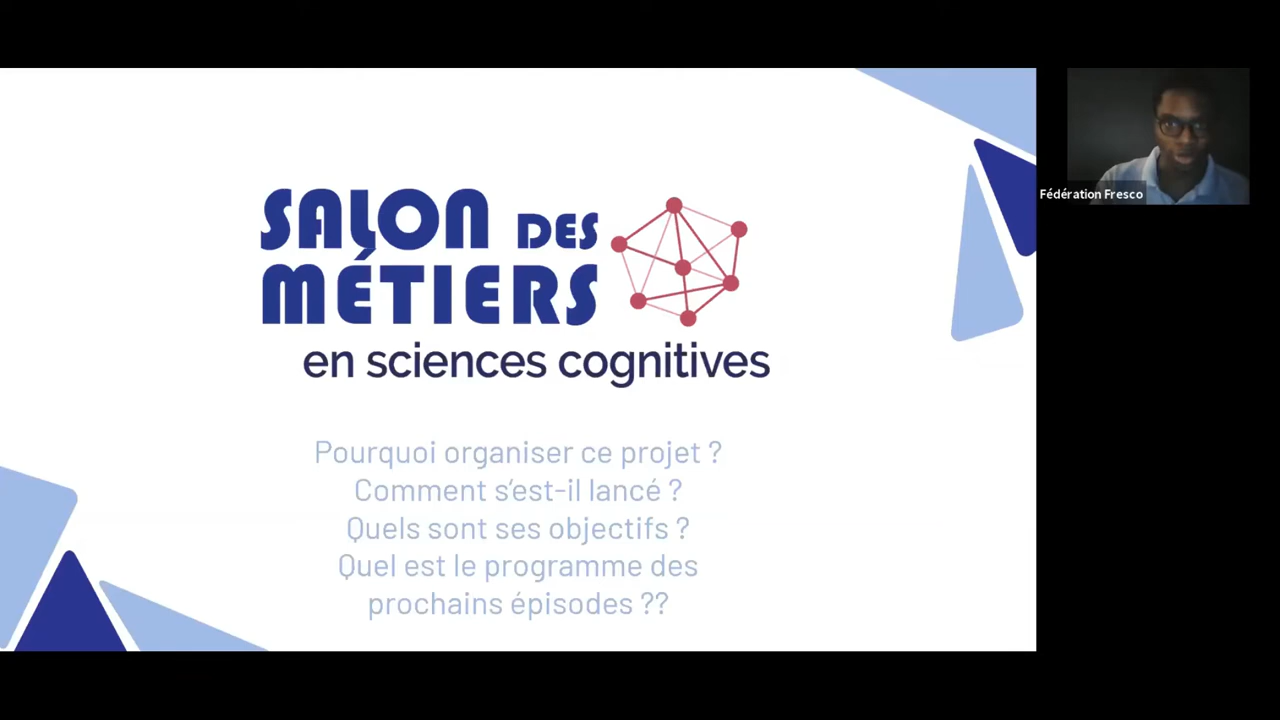 SALON DES
MÉTIERS
en sciences cognitives
Pourquoi organiser ce projet ?
Comment s'est-il lancé ?
Quels sont ses objectifs ?
Quel est le programme des
prochains épisodes ??
Fédération Fresco